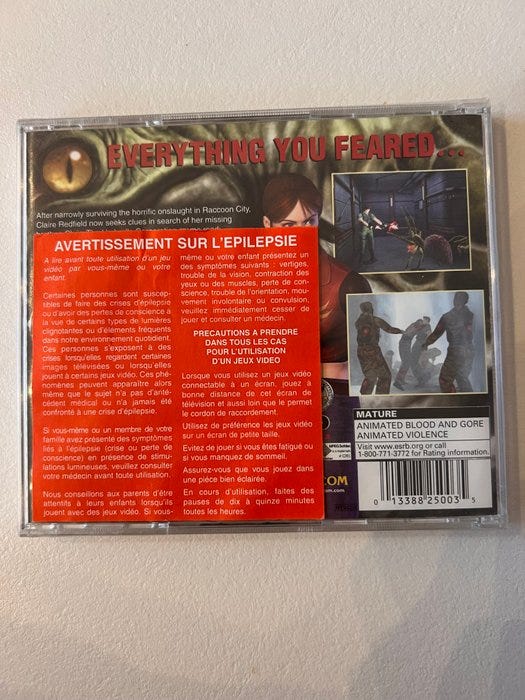 EVERYTHING YOU FEARED...
After narrowly surviving the horrific onslaught in Raccoon City,
Claire Redfield now seeks clues in search of her missing
AVERTISSEMENT SUR L'EPILEPSIE
A lire avant toute utilisation d'un jeu
vidéo par vous-même ou votre
enfant.
Certaines personnes sont suscep-
tibles de faire des crises d'épilepsie
ou d'avoir des pertes de conscience à
la vue de certains types de lumières
clignotantes ou d'éléments fréquents
dans notre environnement quotidien.
Ces personnes s'exposent à des
crises lorsqu'elles regardent certaines
images télévisées ou lorsqu'elles
jouent à certains jeux vidéo. Ces phé-
nomènes peuvent apparaître alors
même que le sujet n'a pas d'anté-
cédent médical ou n'a jamais été
confronté à une crise d'épilepsie.
Si vous-même ou un membre de votre
famille avez présenté des symptômes
liés à l'épilepsie (crise ou perte de
conscience) en présence de stimu-
lations lumineuses, veuillez consulter
votre médecin avant toute utilisation.
Nous conseillons aux parents d'être
attentifs à leurs enfants lorsqu'ils
jouent avec des jeux vidéo. Si vous-
même ou votre enfant présentez un
des symptômes suivants : vertiges,
trouble de la vision, contraction des
yeux ou des muscles, perte de con-
science, trouble de l'orientation, mou-
vement involontaire ou convulsion,
veuillez immédiatement cesser de
jouer et consulter un médecin.
PRECAUTIONS A PRENDRE
DANS TOUS LES CAS
POUR L'UTILISATION
D'UN JEUX VIDEO
Lorsque vous utilisez un jeux vidéo
connectable à un écran, jouez à
bonne distance de cet écran de
télévision et aussi loin que le permet
le cordon de raccordement.
Utilisez de préférence les jeux vidéo
sur un écran de petite taille.
Evitez de jouer si vous êtes fatigué ou
si vous manquez de sommeil.
Assurez-vous que vous jouez dans
une pièce bien éclairée.
En cours d'utilisation, faites des
pauses de dix à quinze minutes
toutes les heures.
MATURE
ANIMATED BLOOD AND GORE
ANIMATED VIOLENCE
Visit www.esrb.org or call
1-800-771-3772 for Rating information.
COM
om.com
0 13388 25003 5